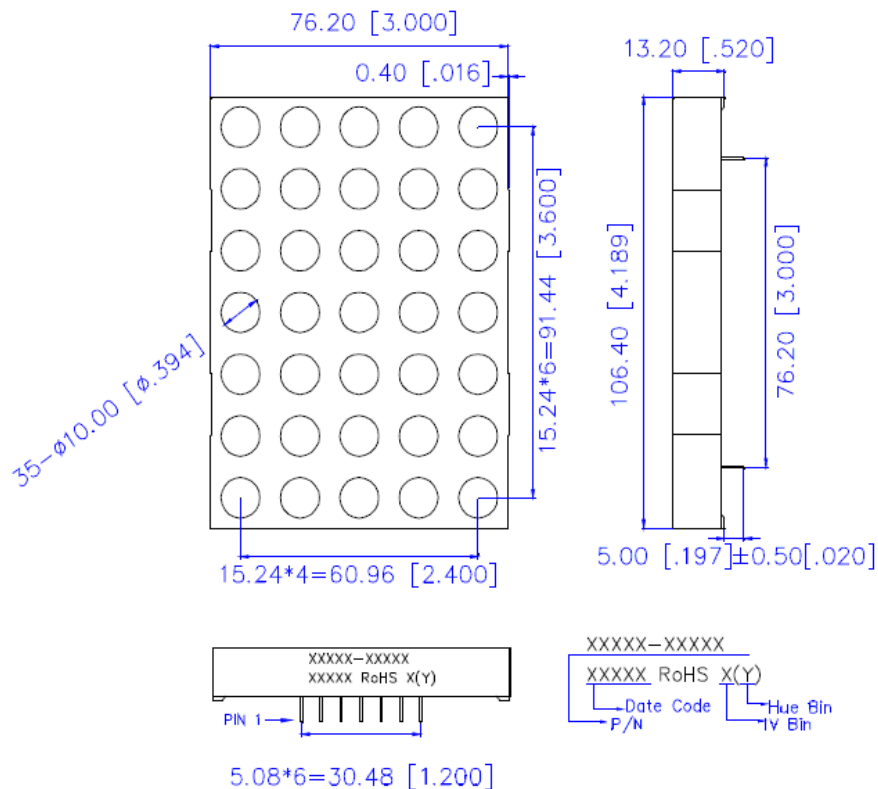 76.20 [3.000]
13.20 [.520]
0.40 [.016]
15.24*6=91.44 [3.600]
106.40 [4.189]
76.20 [3.000]
35-ø10.00 [ø.394]
15.24*4=60.96 [2.400]
5.00 [.197]±0.50[.020]
XXXXX-XXXXX
XXXXX RoHS X(Y)
PIN 1
5.08*6=30.48 [1.200]
XXXXX-XXXXX
XXXXX RoHS X(Y)
Date Code
Hue Bin
P/N
IV Bin